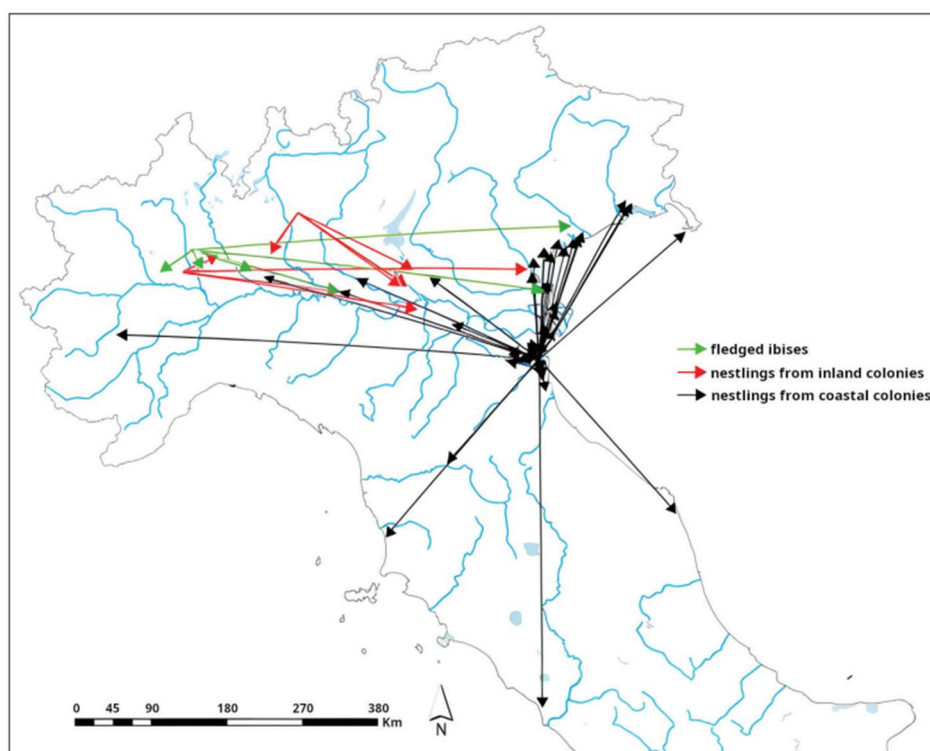 fledged ibises
nestlings from inland colonies
nestlings from coastal colonies
0 45 90 180 270 380
Km
N